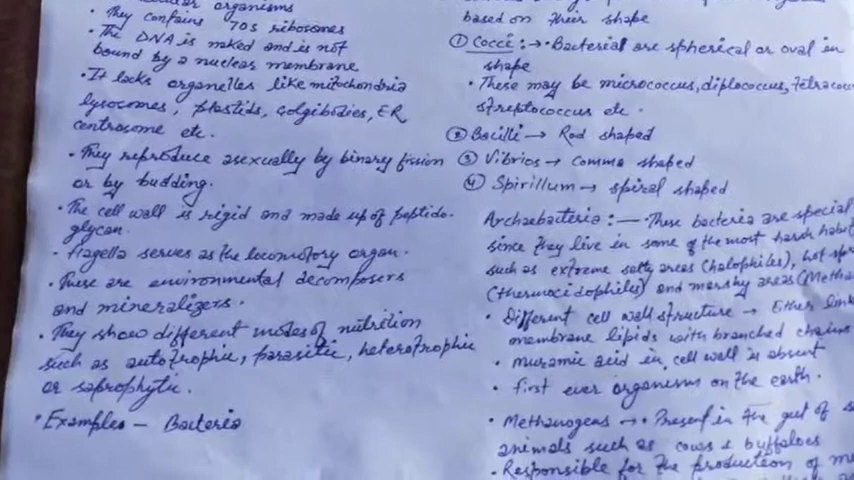 organisms
• They contains 70s ribosomes
• The DNA is naked and is not
bound by a nuclear membrane
• It lacks organelles like mitochondria
lysosomes, plastids, golgibodies, ER,
centrosome etc.
• They reproduce asexually by binary fission
or by budding.
• The cell wall is rigid and made up of peptido-
glycan.
• Flagella serves as the locomotory organ.
• These are environmental decomposers
and mineralizers.
• They show different modes of nutrition
such as autotrophic, parasitic, heterotrophic
or saprophytic.
• Examples – Bacteria
based on their shape
① Cocci :→ • Bacterial are spherical or oval in
shape
• These may be micrococcus, diplococcus,
streptococcus etc.
② Bacilli → Rod shaped
③ Vibrios → Comma shaped
④ Spirillum → spiral shaped
Archaebacteria :— These bacteria are special
since they live in some of the most harsh
such as extreme salty areas (halophiles), hot
(thermoacidophiles) and marshy areas
• Different cell wall structure → Ether
membrane lipids with branched chains
• muramic acid in cell wall is absent
• first ever organisms on the earth.
• Methanogens → • Present in the gut of
animals such as cows & buffaloes
• Responsible for the production of